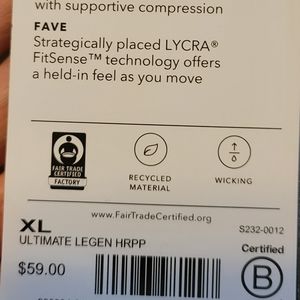 with supportive compression
FAVE
Strategically placed LYCRA®
FitSense™ technology offers
a held-in feel as you move
FAIR TRADE
CERTIFIED
FACTORY
RECYCLED
MATERIAL
WICKING
www.FairTradeCertified.org
XL
S232-0012
ULTIMATE LEGEN HRPP
Certified
$59.00
B